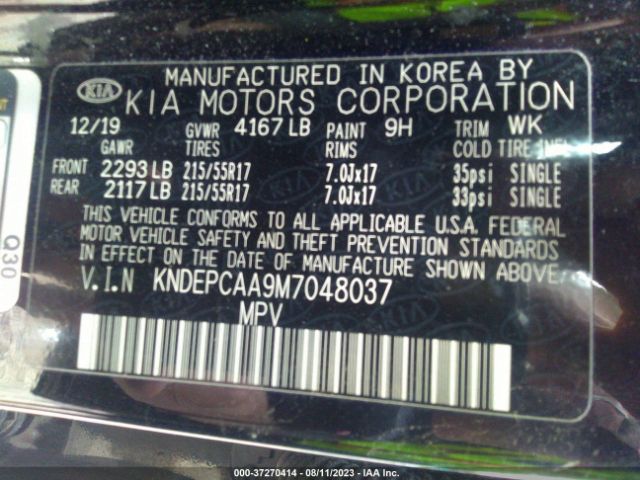 MANUFACTURED IN KOREA BY
KIA KIA MOTORS CORPORATION
12/19 GVWR 4167 LB PAINT 9H TRIM WK
GAWR TIRES RIMS COLD TIRE INFL
FRONT 2293 LB 215/55R17 7.0Jx17 35psi SINGLE
REAR 2117 LB 215/55R17 7.0Jx17 33psi SINGLE
THIS VEHICLE CONFORMS TO ALL APPLICABLE U.S.A. FEDERAL
MOTOR VEHICLE SAFETY AND THEFT PREVENTION STANDARDS
IN EFFECT ON THE DATE OF MANUFACTURE SHOWN ABOVE.
V.I.N KNDEPCAA9M7048037
MPV
Q30
000-37270414 - 08/11/2023 - IAA Inc.